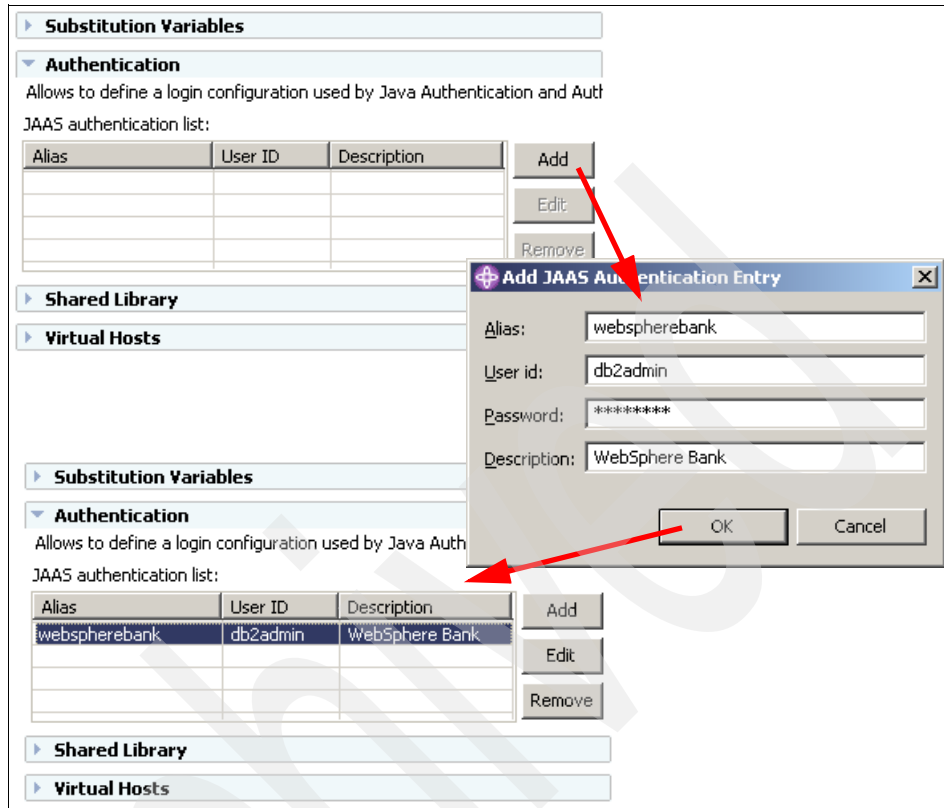 Substitution Variables
Authentication
Allows to define a login configuration used by Java Authentication and Auth
JAAS authentication list:
Alias User ID Description
Add
Edit
Remove
Shared Library
Virtual Hosts
Add JAAS Authentication Entry
Alias: webspherebank
User id: db2admin
Password: ********
Description: WebSphere Bank
OK Cancel
Substitution Variables
Authentication
Allows to define a login configuration used by Java Auth
JAAS authentication list:
Alias User ID Description
webspherebank db2admin WebSphere Bank
Add
Edit
Remove
Shared Library
Virtual Hosts